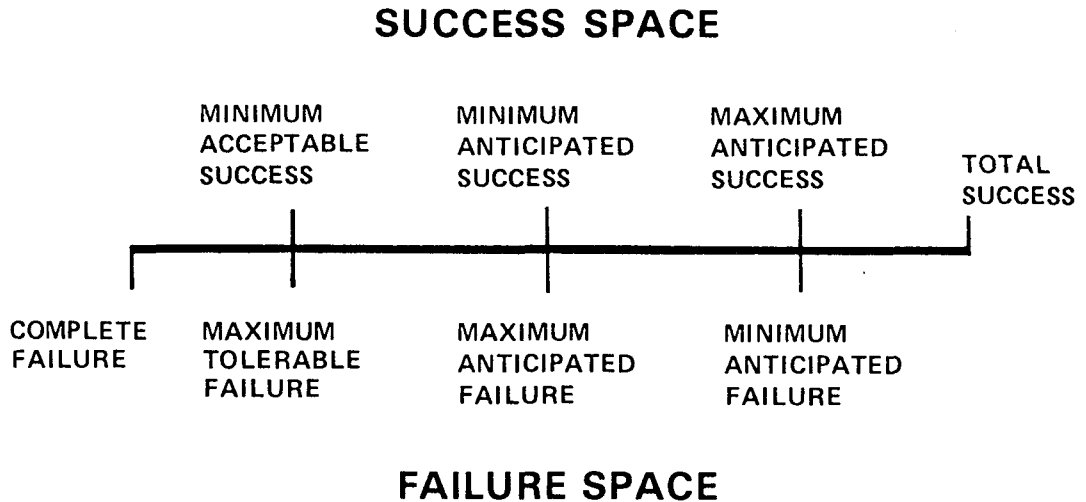 SUCCESS SPACE
MINIMUM
ACCEPTABLE
SUCCESS
MINIMUM
ANTICIPATED
SUCCESS
MAXIMUM
ANTICIPATED
SUCCESS
TOTAL
SUCCESS
COMPLETE
FAILURE
MAXIMUM
TOLERABLE
FAILURE
MAXIMUM
ANTICIPATED
FAILURE
MINIMUM
ANTICIPATED
FAILURE
FAILURE SPACE